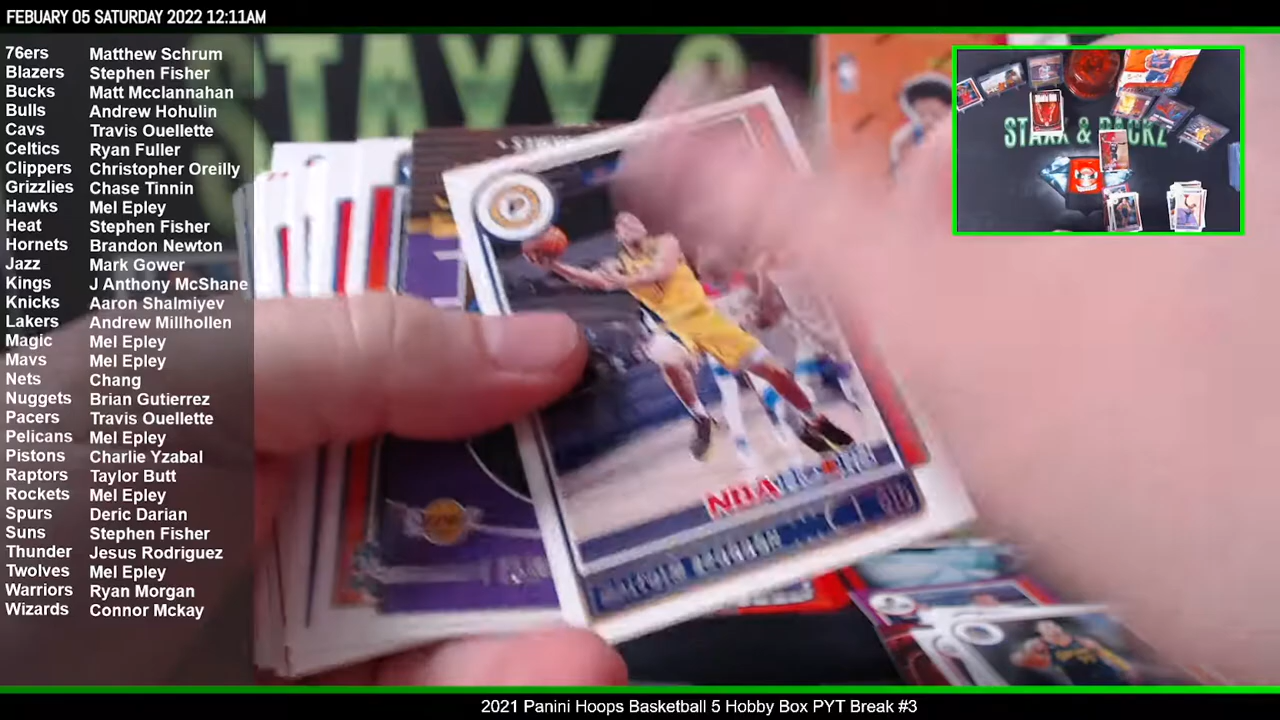 FEBUARY 05 SATURDAY 2022 12:11AM
76ers Matthew Schrum
Blazers Stephen Fisher
Bucks Matt Mcclannahan
Bulls Andrew Hohulin
Cavs Travis Ouellette
Celtics Ryan Fuller
Clippers Christopher Oreilly
Grizzlies Chase Tinnin
Hawks Mel Epley
Heat Stephen Fisher
Hornets Brandon Newton
Jazz Mark Gower
Kings J Anthony McShane
Knicks Aaron Shalmiyev
Lakers Andrew Millhollen
Magic Mel Epley
Mavs Mel Epley
Nets Chang
Nuggets Brian Gutierrez
Pacers Travis Ouellette
Pelicans Mel Epley
Pistons Charlie Yzabal
Raptors Taylor Butt
Rockets Mel Epley
Spurs Deric Darian
Suns Stephen Fisher
Thunder Jesus Rodriguez
Twolves Mel Epley
Warriors Ryan Morgan
Wizards Connor Mckay
STAXX &
STAXX & PACKZ
NBA HOOPS
MALCOLM BROGDON
2021 Panini Hoops Basketball 5 Hobby Box PYT Break #3